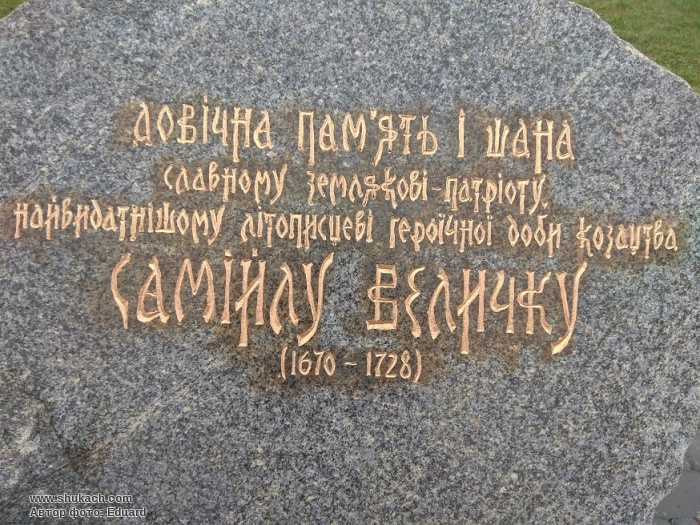 довічна пам'ять і шана
славному землякові-патріоту,
найвидатнішому літописцеві героїчної доби козацтва
Самійлу Величку
(1670 - 1728)
www.shukach.com
Автор фото: Eduard